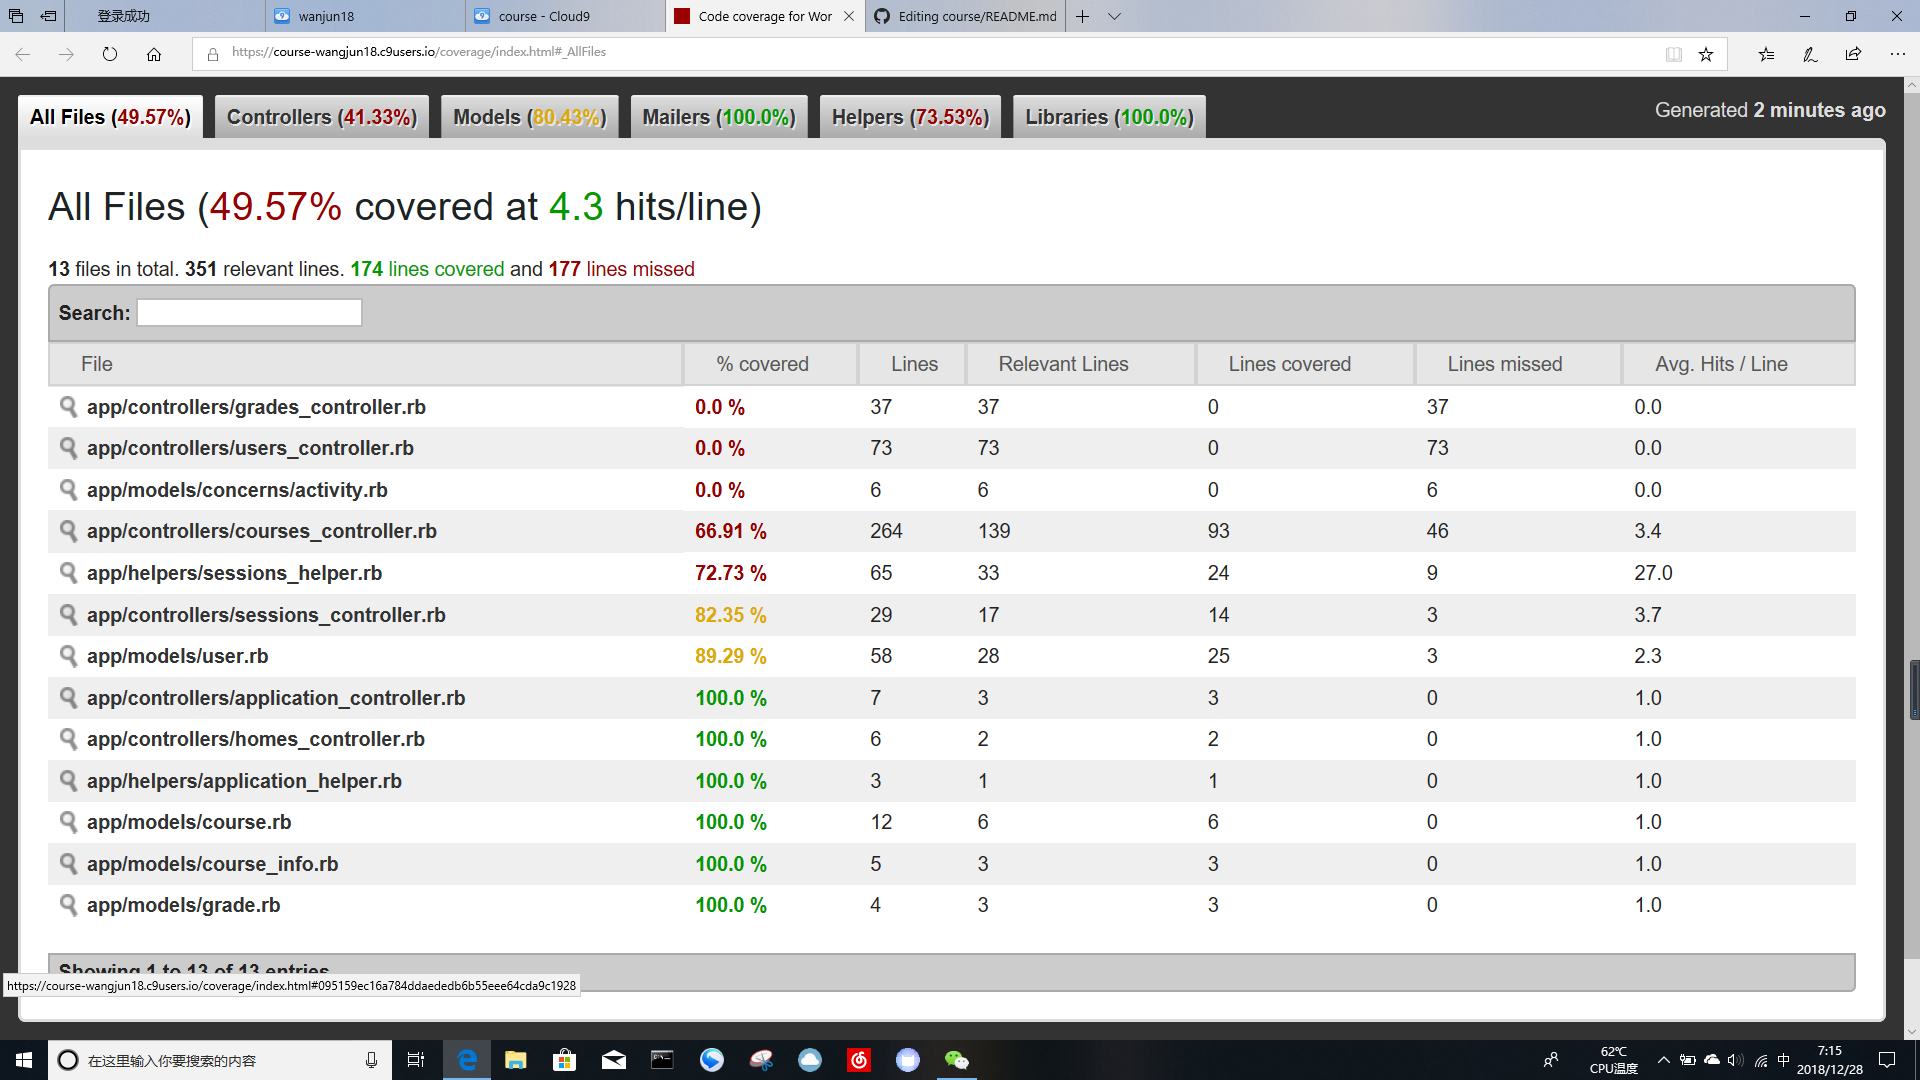 登录成功
wanjun18
course - Cloud9
Code coverage for Wor
Editing course/README.md
https://course-wangjun18.c9users.io/coverage/index.html#_AllFiles
All Files (49.57%)
Controllers (41.33%)
Models (80.43%)
Mailers (100.0%)
Helpers (73.53%)
Libraries (100.0%)
Generated 2 minutes ago
All Files (49.57% covered at 4.3 hits/line)
13 files in total. 351 relevant lines. 174 lines covered and 177 lines missed
Search:
File % covered Lines Relevant Lines Lines covered Lines missed Avg. Hits / Line
app/controllers/grades_controller.rb 0.0 % 37 37 0 37 0.0
app/controllers/users_controller.rb 0.0 % 73 73 0 73 0.0
app/models/concerns/activity.rb 0.0 % 6 6 0 6 0.0
app/controllers/courses_controller.rb 66.91 % 264 139 93 46 3.4
app/helpers/sessions_helper.rb 72.73 % 65 33 24 9 27.0
app/controllers/sessions_controller.rb 82.35 % 29 17 14 3 3.7
app/models/user.rb 89.29 % 58 28 25 3 2.3
app/controllers/application_controller.rb 100.0 % 7 3 3 0 1.0
app/controllers/homes_controller.rb 100.0 % 6 2 2 0 1.0
app/helpers/application_helper.rb 100.0 % 3 1 1 0 1.0
app/models/course.rb 100.0 % 12 6 6 0 1.0
app/models/course_info.rb 100.0 % 5 3 3 0 1.0
app/models/grade.rb 100.0 % 4 3 3 0 1.0
Showing 1 to 13 of 13 entries
https://course-wangjun18.c9users.io/coverage/index.html#095159ec16a784ddaededb6b55eee64cda9c1928
在这里输入你要搜索的内容
62℃
CPU温度
中
7:15
2018/12/28